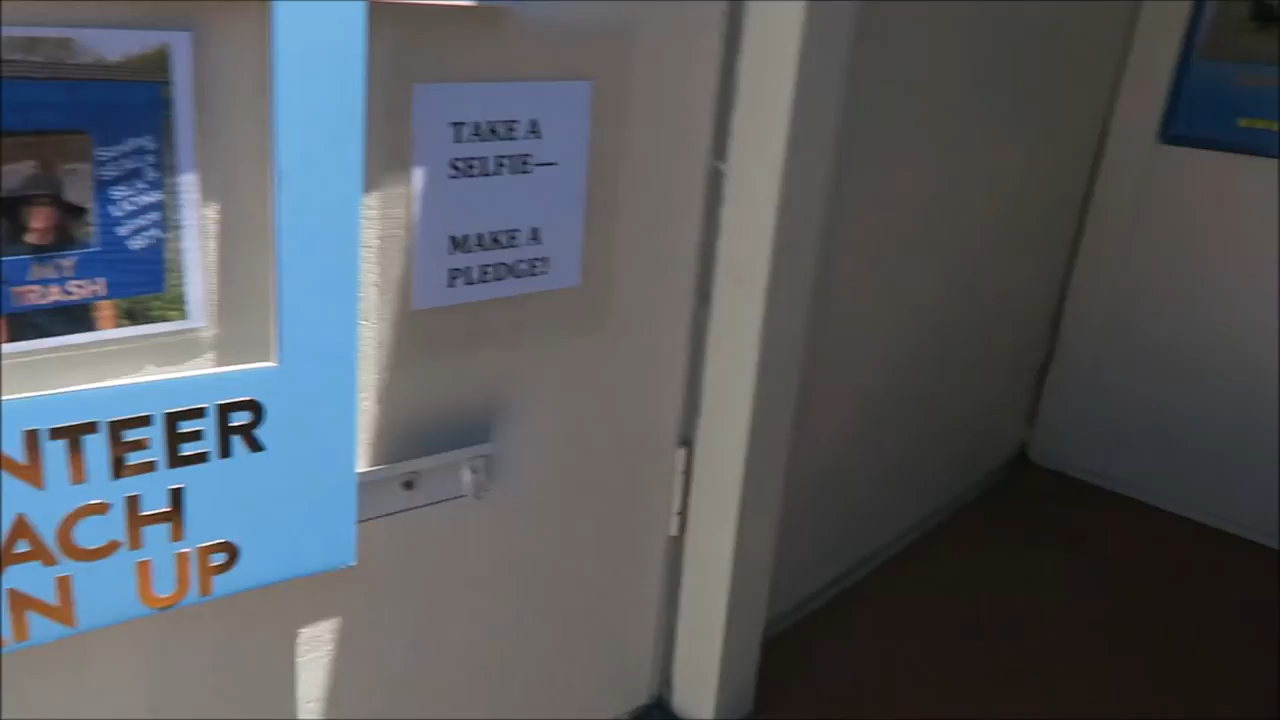 MY
TRASH
TAKE A
SELFIE—
MAKE A
PLEDGE!
NTEER
ACH
N UP